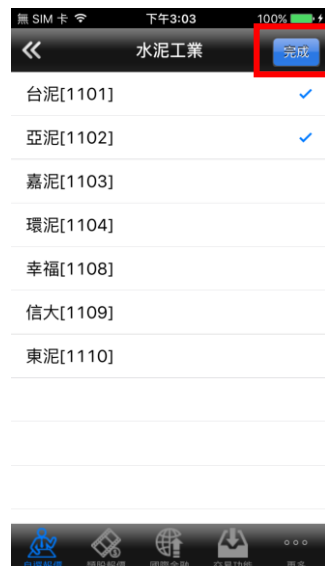 無 SIM 卡 下午3:03 100%
水泥工業 完成
台泥[1101]
亞泥[1102]
嘉泥[1103]
環泥[1104]
幸福[1108]
信大[1109]
東泥[1110]